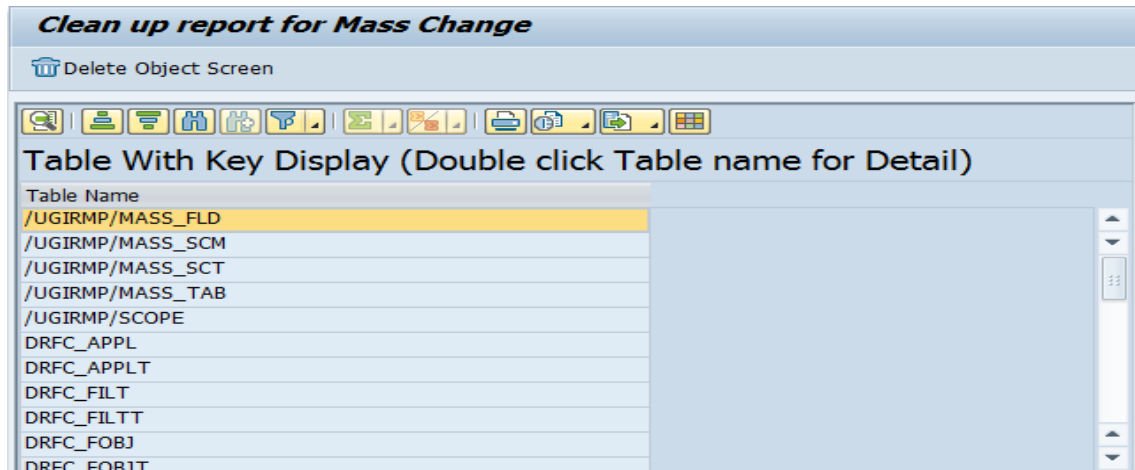 Clean up report for Mass Change
Delete Object Screen
Table With Key Display (Double click Table name for Detail)
Table Name
/UGIRMP/MASS_FLD
/UGIRMP/MASS_SCM
/UGIRMP/MASS_SCT
/UGIRMP/MASS_TAB
/UGIRMP/SCOPE
DRFC_APPL
DRFC_APPLT
DRFC_FILT
DRFC_FILTT
DRFC_FOBJ
DRFC_FOBJT